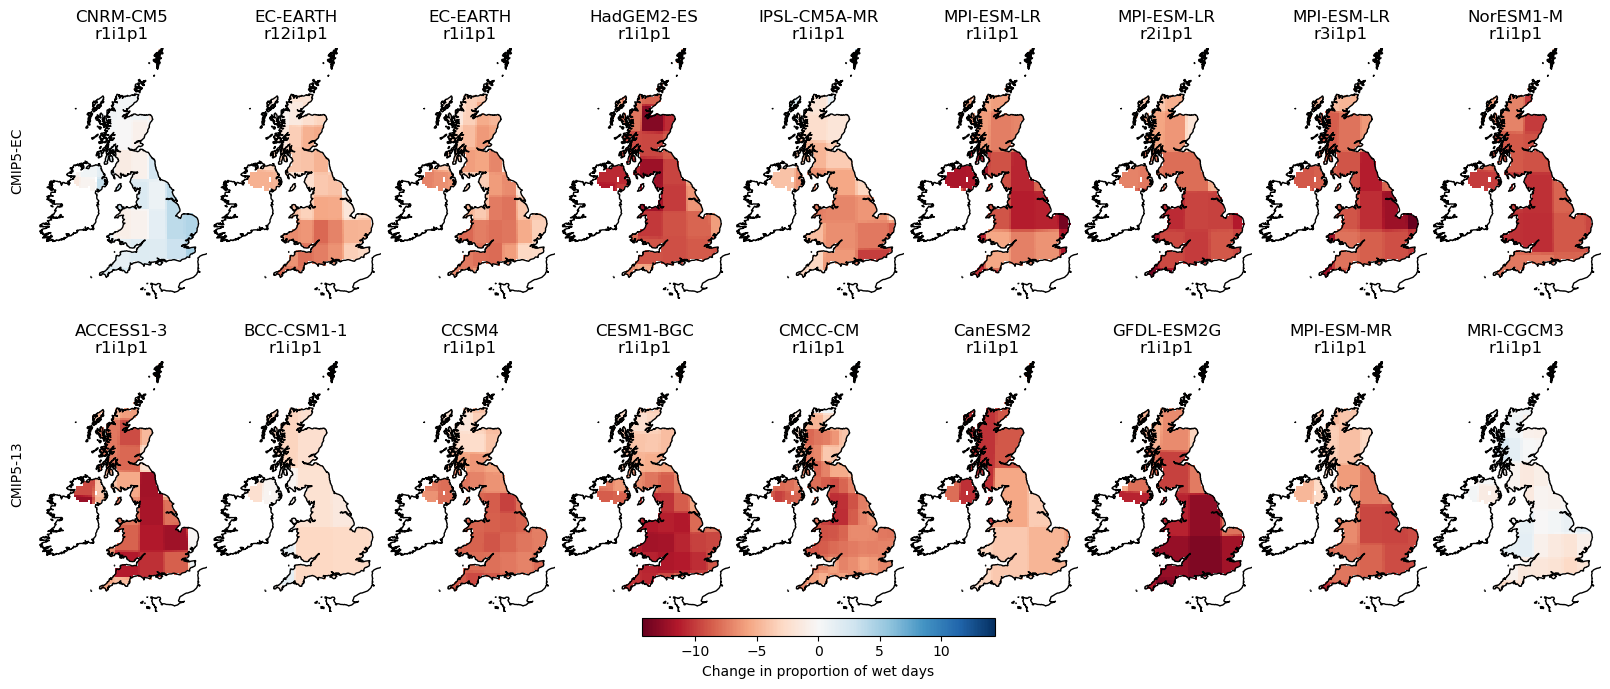 CNRM-CM5
r1i1p1
EC-EARTH
r12i1p1
EC-EARTH
r1i1p1
HadGEM2-ES
r1i1p1
IPSL-CM5A-MR
r1i1p1
MPI-ESM-LR
r1i1p1
MPI-ESM-LR
r2i1p1
MPI-ESM-LR
r3i1p1
NorESM1-M
r1i1p1
CMIP5-EC
ACCESS1-3
r1i1p1
BCC-CSM1-1
r1i1p1
CCSM4
r1i1p1
CESM1-BGC
r1i1p1
CMCC-CM
r1i1p1
CanESM2
r1i1p1
GFDL-ESM2G
r1i1p1
MPI-ESM-MR
r1i1p1
MRI-CGCM3
r1i1p1
CMIP5-13
−10 −5 0 5 10
Change in proportion of wet days